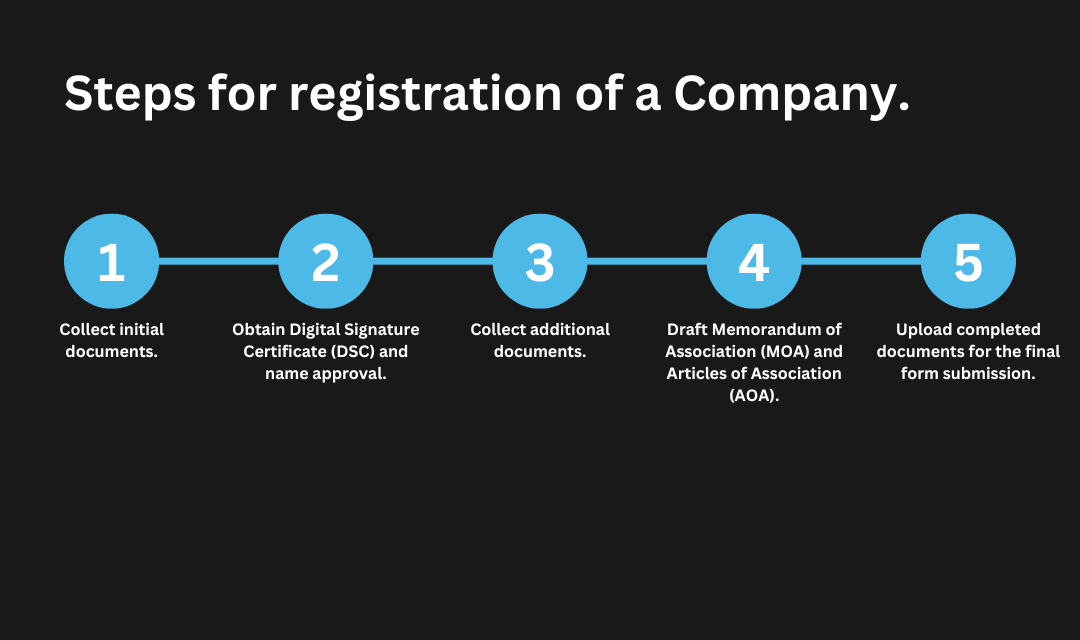 Steps for registration of a Company.
1
Collect initial
documents.
2
Obtain Digital Signature
Certificate (DSC) and
name approval.
3
Collect additional
documents.
4
Draft Memorandum of
Association (MOA) and
Articles of Association
(AOA).
5
Upload completed
documents for the final
form submission.